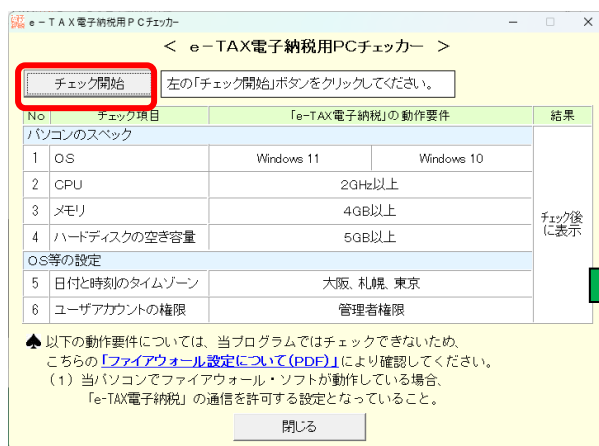 e－TAX電子納税用PCチェッカー
＜ e－TAX電子納税用PCチェッカー ＞
チェック開始
左の「チェック開始」ボタンをクリックしてください。
No チェック項目 「e-TAX電子納税」の動作要件 結果
パソコンのスペック
1 OS Windows 11 Windows 10
2 CPU 2GHz以上
3 メモリ 4GB以上
チェック後
に表示
4 ハードディスクの空き容量 5GB以上
OS等の設定
5 日付と時刻のタイムゾーン 大阪、札幌、東京
6 ユーザアカウントの権限 管理者権限
♠ 以下の動作要件については、当プログラムではチェックできないため、
こちらの「ファイアウォール設定について(PDF)」により確認してください。
（1）当パソコンでファイアウォール・ソフトが動作している場合、
「e-TAX電子納税」の通信を許可する設定となっていること。
閉じる